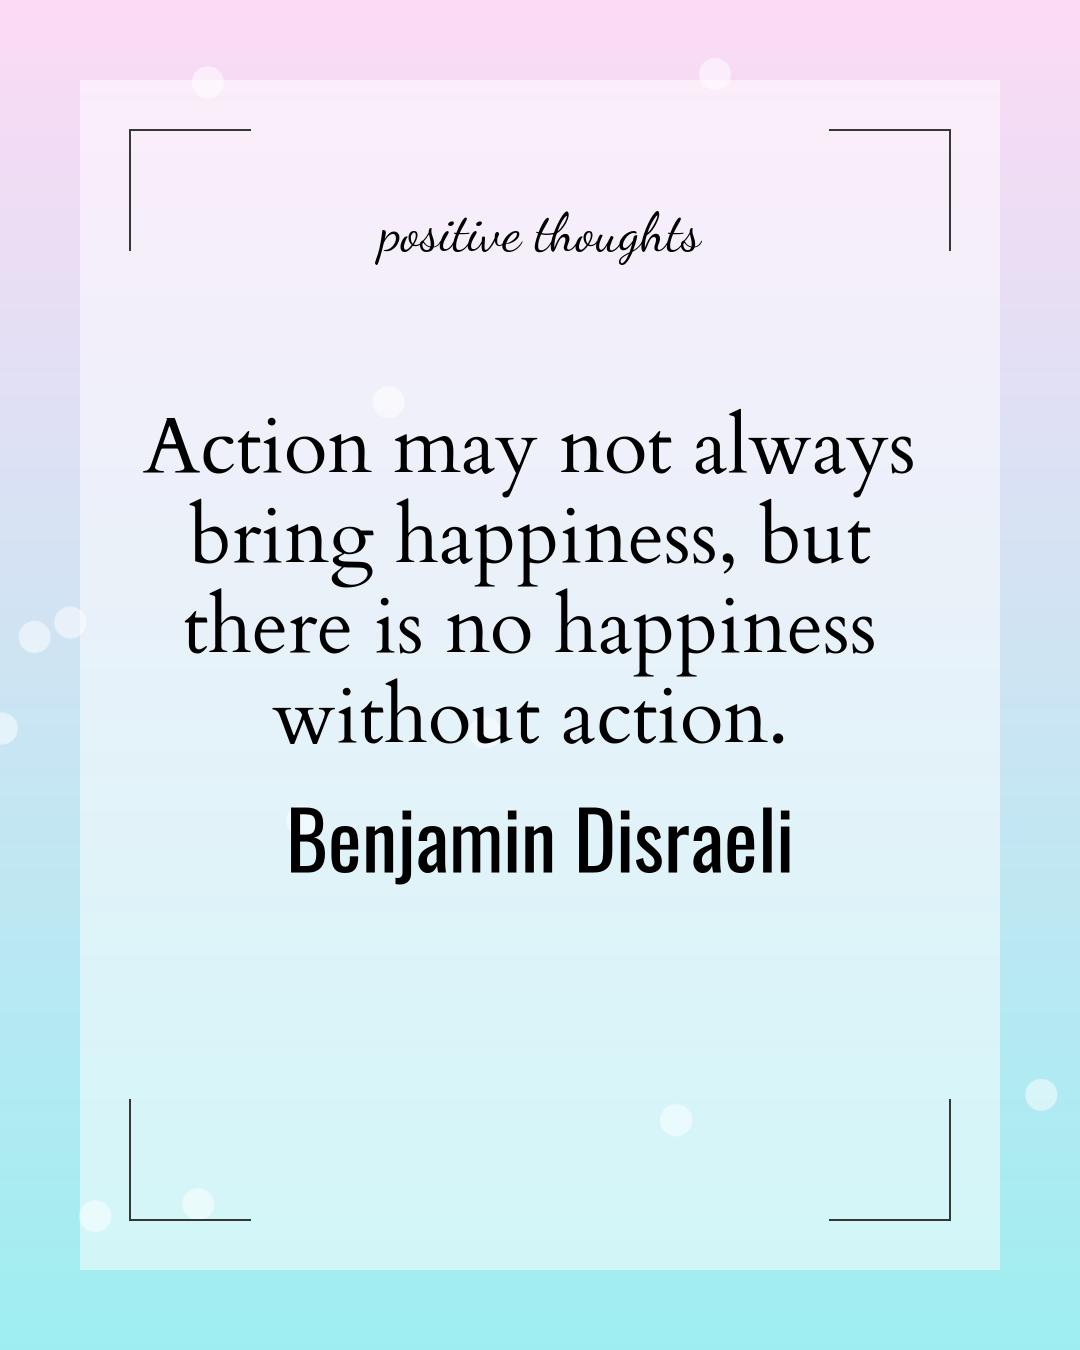 positive thoughts
Action may not always
bring happiness, but
there is no happiness
without action.
Benjamin Disraeli